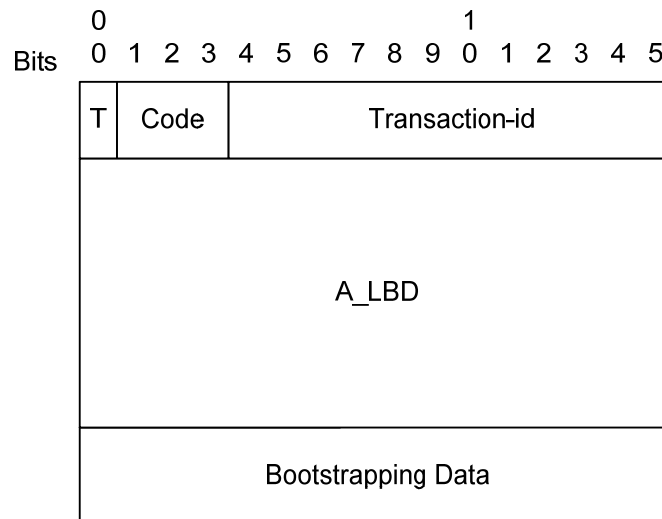 0 1
Bits 0 1 2 3 4 5 6 7 8 9 0 1 2 3 4 5
T Code Transaction-id
A_LBD
Bootstrapping Data